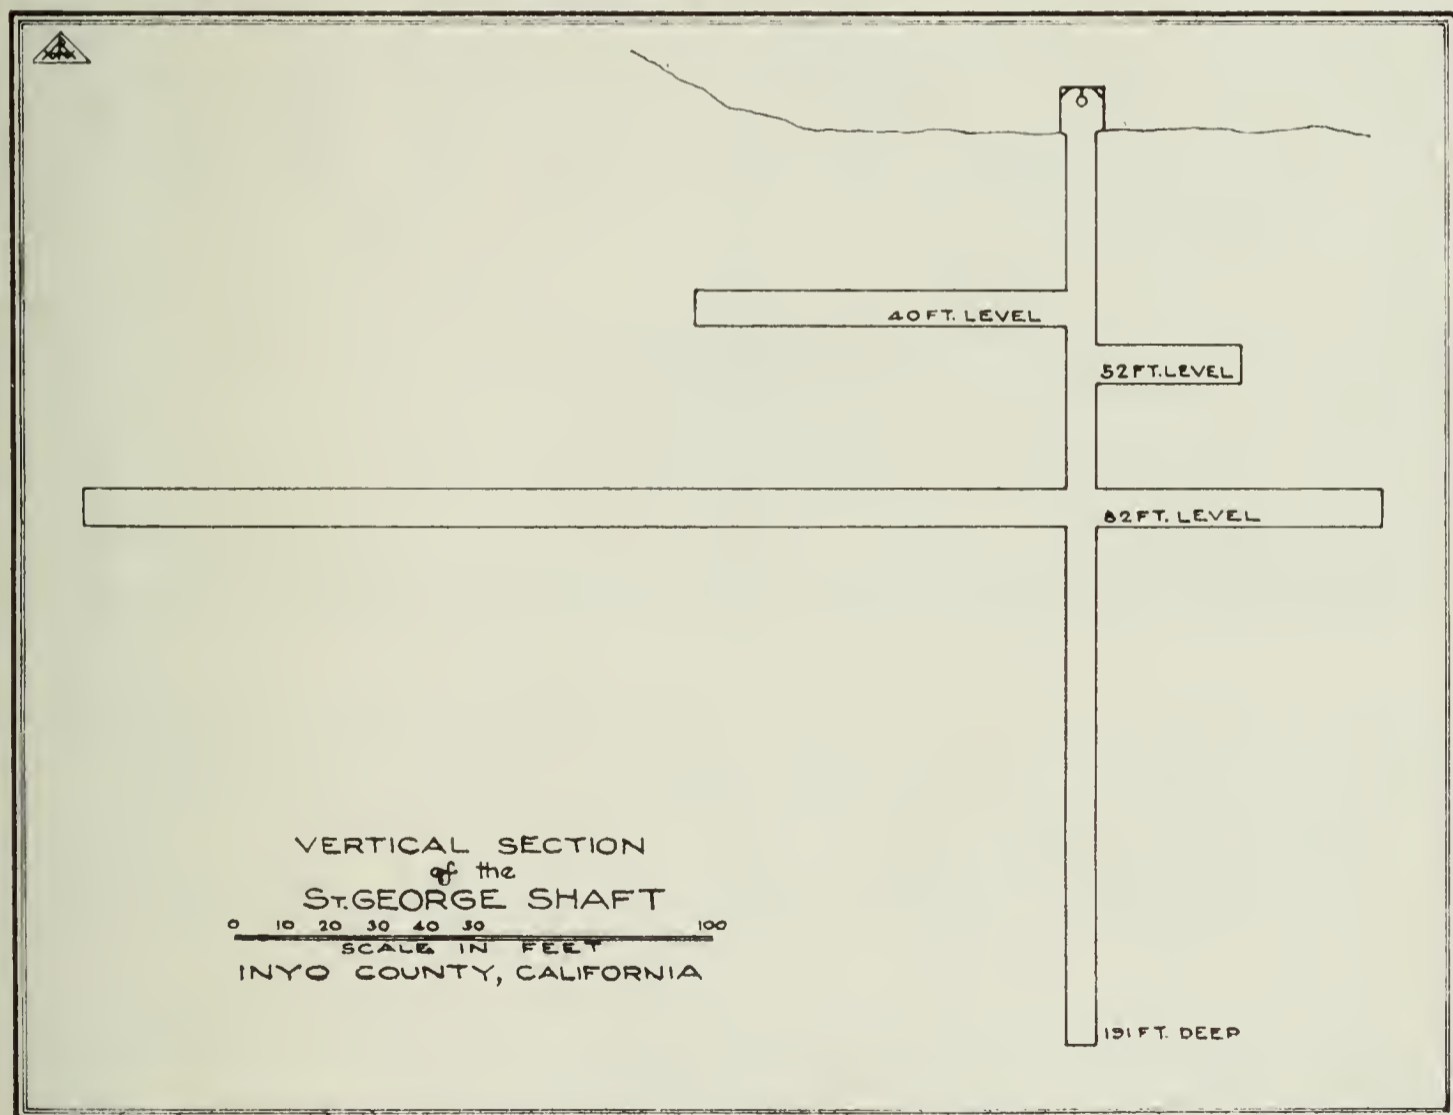 40 FT. LEVEL
52 FT. LEVEL
82 FT. LEVEL
VERTICAL SECTION
of the
ST. GEORGE SHAFT
0 10 20 30 40 50 100
SCALE IN FEET
INYO COUNTY, CALIFORNIA
191 FT. DEEP